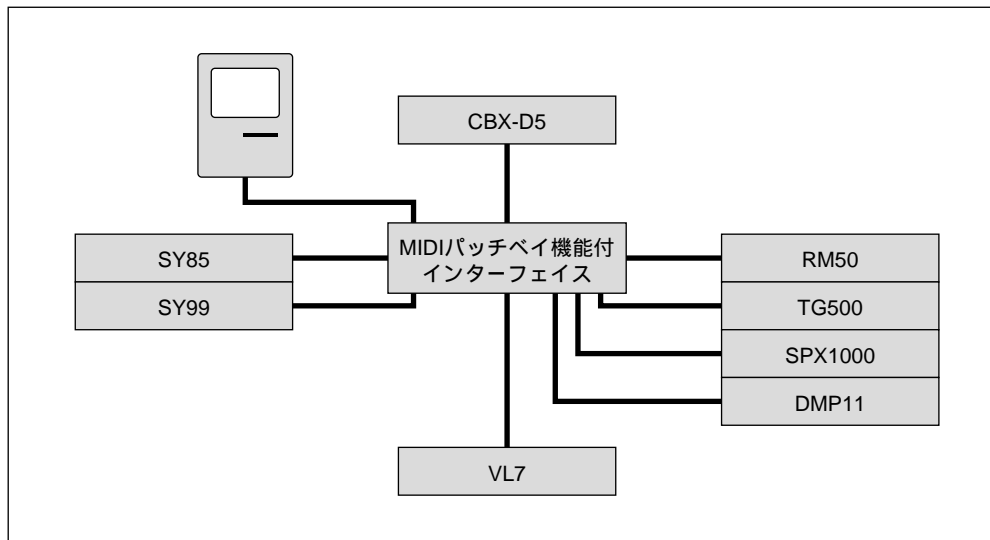 CBX-D5
MIDIパッチベイ機能付
インターフェイス
SY85
SY99
RM50
TG500
SPX1000
DMP11
VL7